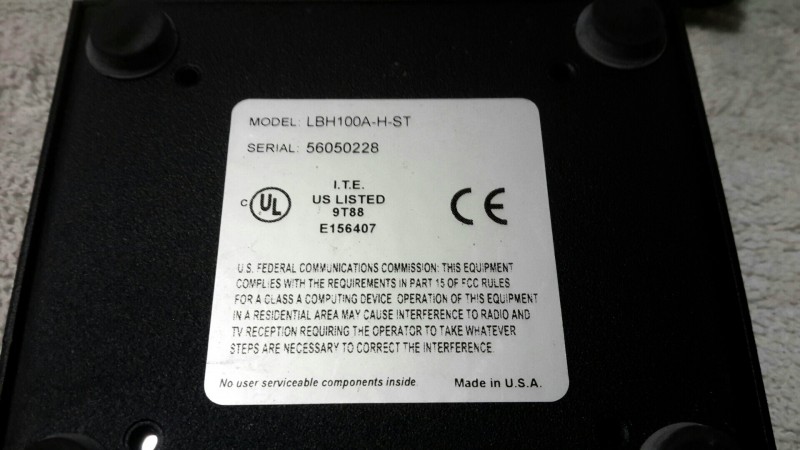 MODEL: LBH100A-H-ST
SERIAL: 56050228
I.T.E.
c UL US LISTED CE
9T88
E156407
U.S. FEDERAL COMMUNICATIONS COMMISSION: THIS EQUIPMENT
COMPLIES WITH THE REQUIREMENTS IN PART 15 OF FCC RULES
FOR A CLASS A COMPUTING DEVICE. OPERATION OF THIS EQUIPMENT
IN A RESIDENTIAL AREA MAY CAUSE INTERFERENCE TO RADIO AND
TV RECEPTION REQUIRING THE OPERATOR TO TAKE WHATEVER
STEPS ARE NECESSARY TO CORRECT THE INTERFERENCE.
No user serviceable components inside. Made in U.S.A.